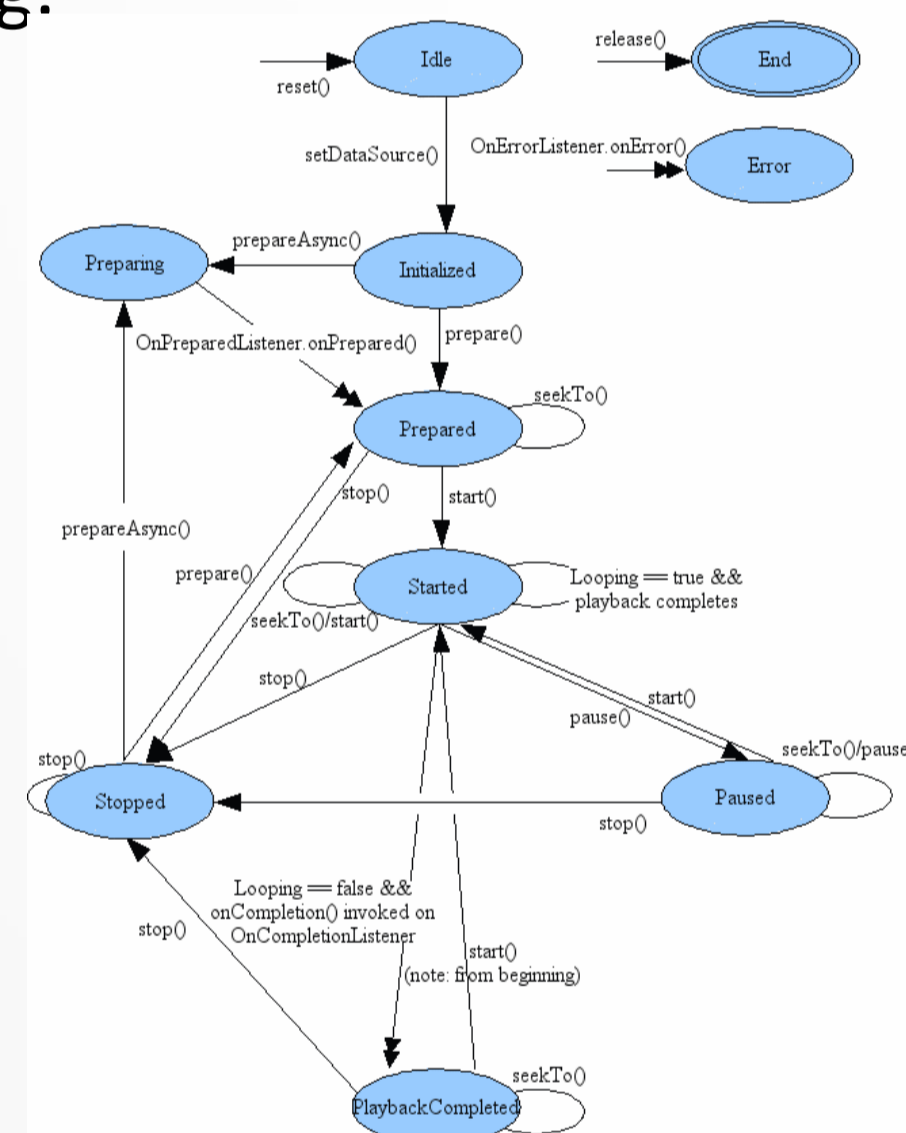 g.
Idle
release()
End
reset()
setDataSource()
OnErrorListener.onError()
Error
prepareAsync()
Preparing
Initialized
OnPreparedListener.onPrepared()
prepare()
seekTo()
Prepared
stop()
start()
prepareAsync()
prepare()
Started
Looping == true &&
playback completes
seekTo()/start()
stop()
start()
pause()
seekTo()/pause
stop()
Stopped
Paused
stop()
Looping == false &&
onCompletion() invoked on
OnCompletionListener
stop()
start()
(note: from beginning)
seekTo()
PlaybackCompleted